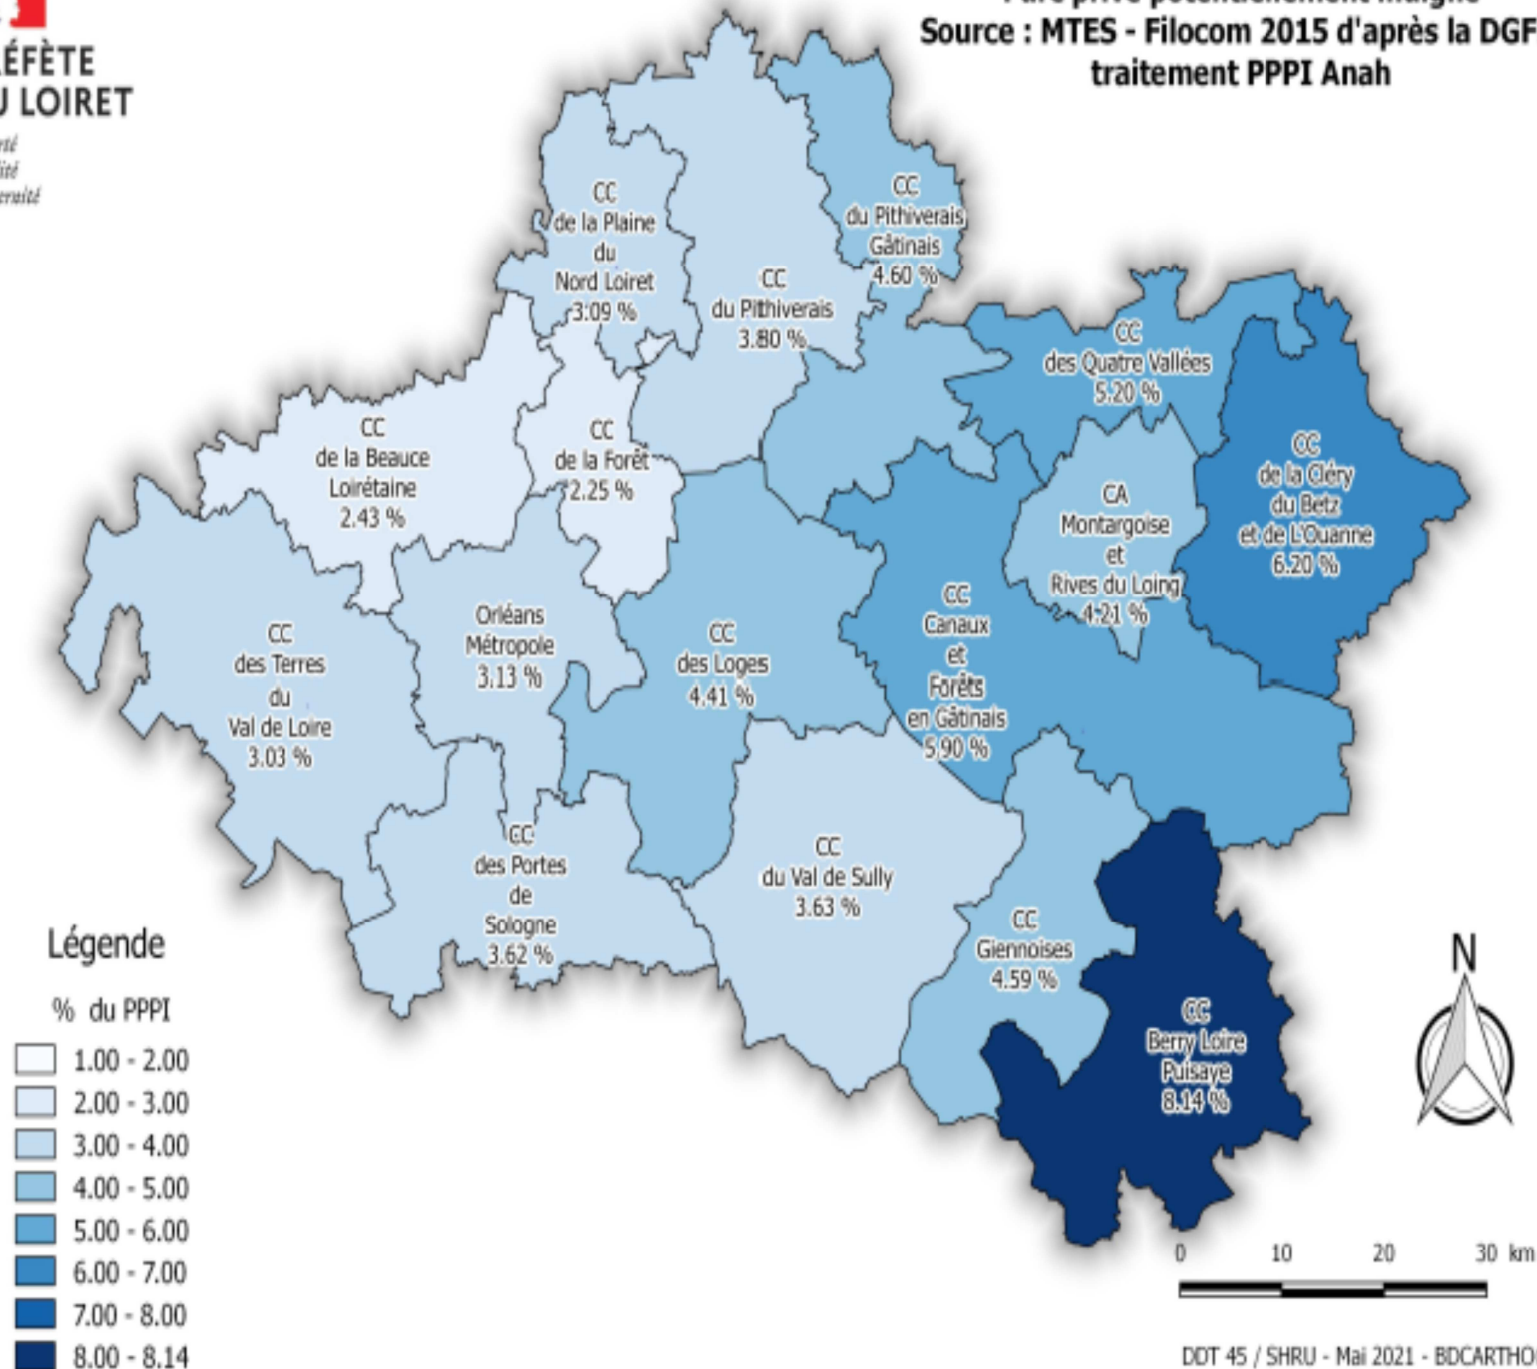 ÉFÈTE
U LOIRET
Source : MTES - Filocom 2015 d'après la DGF
traitement PPPI Anah
CC
de la Plaine
du
Nord Loiret
3.09 %
CC
du Pithiverais
3.80 %
CC
du Pithiverais
Gâtinais
4.60 %
CC
des Quatre Vallées
5.20 %
CC
de la Cléry
du Betz
et de L'Ouanne
6.20 %
CC
de la Beauce
Loirétaine
2.43 %
CC
de la Forêt
2.25 %
CA
Montargoise
et
Rives du Loing
4.21 %
CC
des Terres
du
Val de Loire
3.03 %
Orléans
Métropole
3.13 %
CC
des Loges
4.41 %
CC
Canaux
et
Forêts
en Gâtinais
5.90 %
CC
des Portes
de
Sologne
3.62 %
CC
du Val de Sully
3.63 %
CC
Giennoises
4.59 %
CC
Berry Loire
Puisaye
8.14 %
Légende
% du PPPI
1.00 - 2.00
2.00 - 3.00
3.00 - 4.00
4.00 - 5.00
5.00 - 6.00
6.00 - 7.00
7.00 - 8.00
8.00 - 8.14
N
0 10 20 30 km
DDT 45 / SHRU - Mai 2021 - BDCARTHO